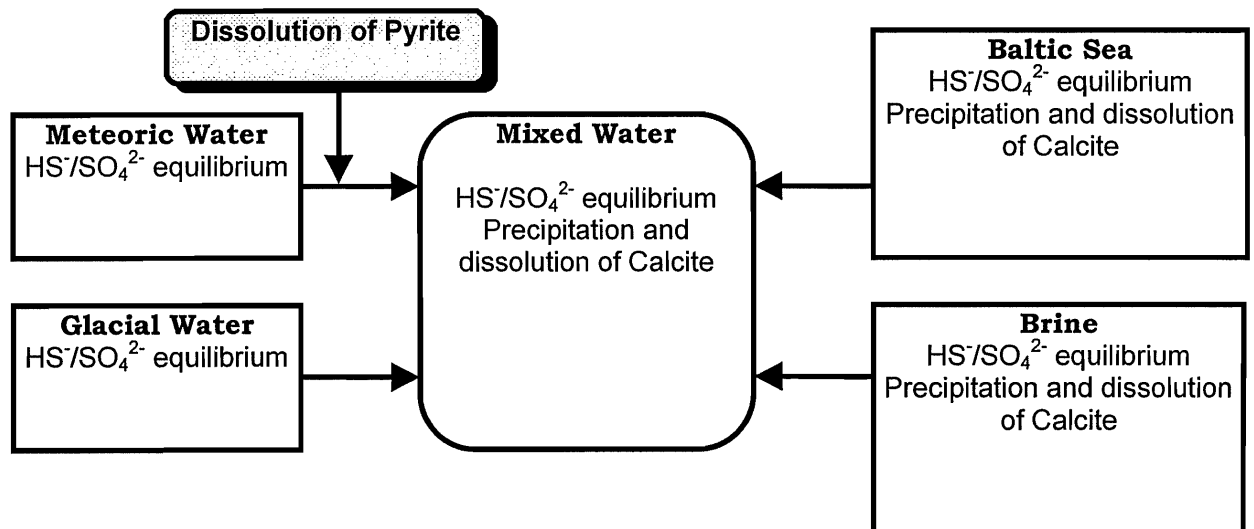 Dissolution of Pyrite
Meteoric Water
HS⁻/SO₄²⁻ equilibrium
Glacial Water
HS⁻/SO₄²⁻ equilibrium
Mixed Water
HS⁻/SO₄²⁻ equilibrium
Precipitation and
dissolution of Calcite
Baltic Sea
HS⁻/SO₄²⁻ equilibrium
Precipitation and dissolution
of Calcite
Brine
HS⁻/SO₄²⁻ equilibrium
Precipitation and dissolution
of Calcite